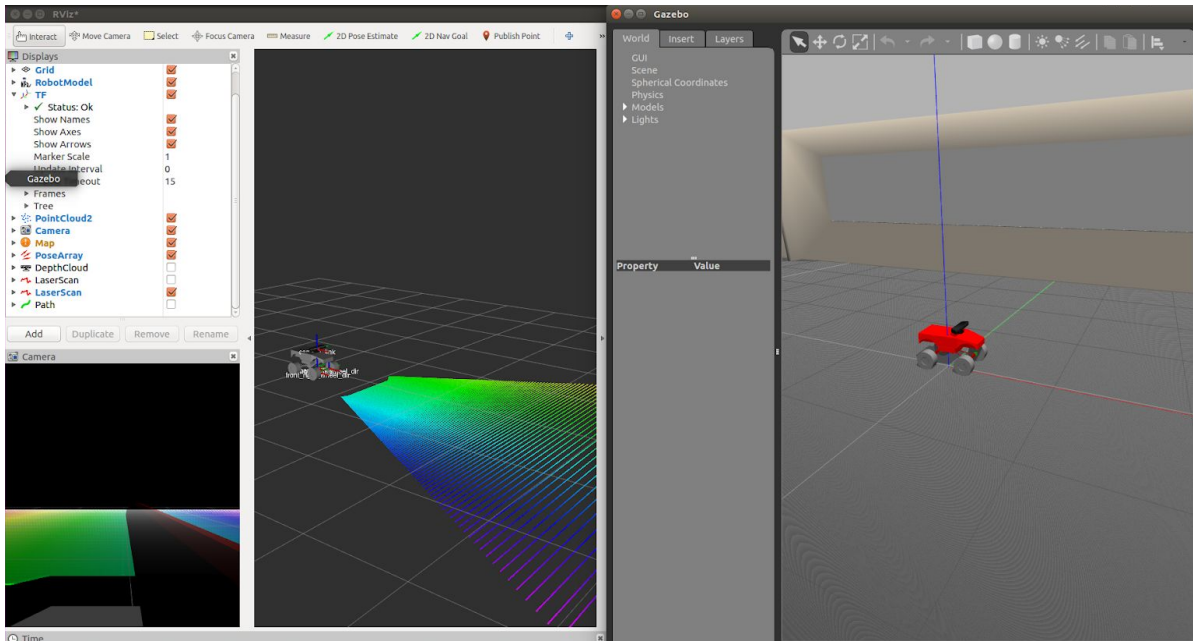 RViz*
Interact Move Camera Select Focus Camera Measure 2D Pose Estimate 2D Nav Goal Publish Point
Displays
Grid
RobotModel
TF
Status: Ok
Show Names
Show Axes
Show Arrows
Marker Scale 1
Update Interval 0
Gazebo
eout 15
Frames
Tree
PointCloud2
Camera
Map
PoseArray
DepthCloud
LaserScan
LaserScan
Path
Add Duplicate Remove Rename
Camera
Time
Gazebo
World Insert Layers
GUI
Scene
Spherical Coordinates
Physics
Models
Lights
Property Value